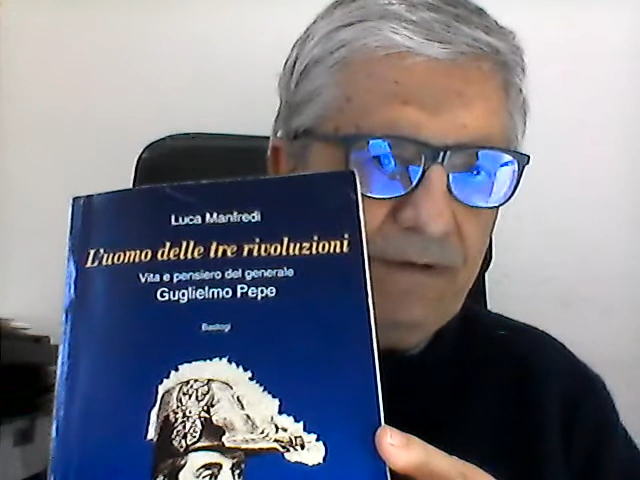 Luca Manfredi
L'uomo delle tre rivoluzioni
Vita e pensiero del generale
Guglielmo Pepe
Bastogi